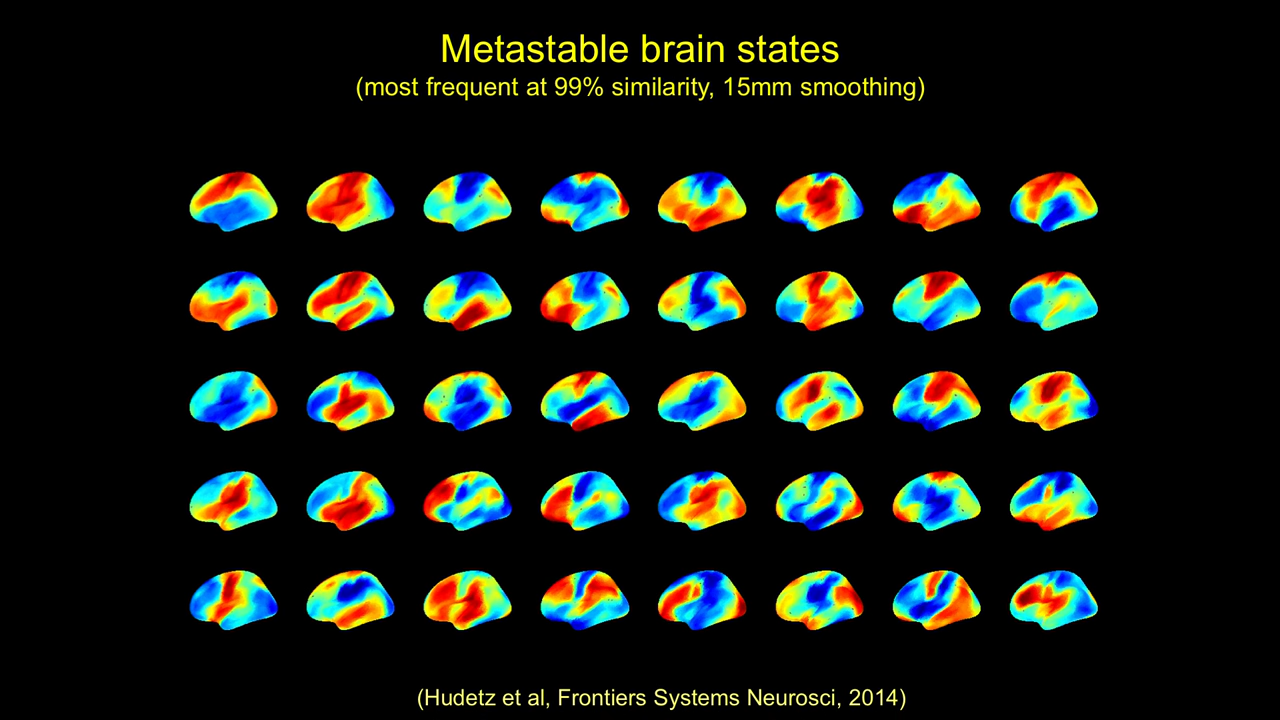 Metastable brain states
(most frequent at 99% similarity, 15mm smoothing)
(Hudetz et al, Frontiers Systems Neurosci, 2014)